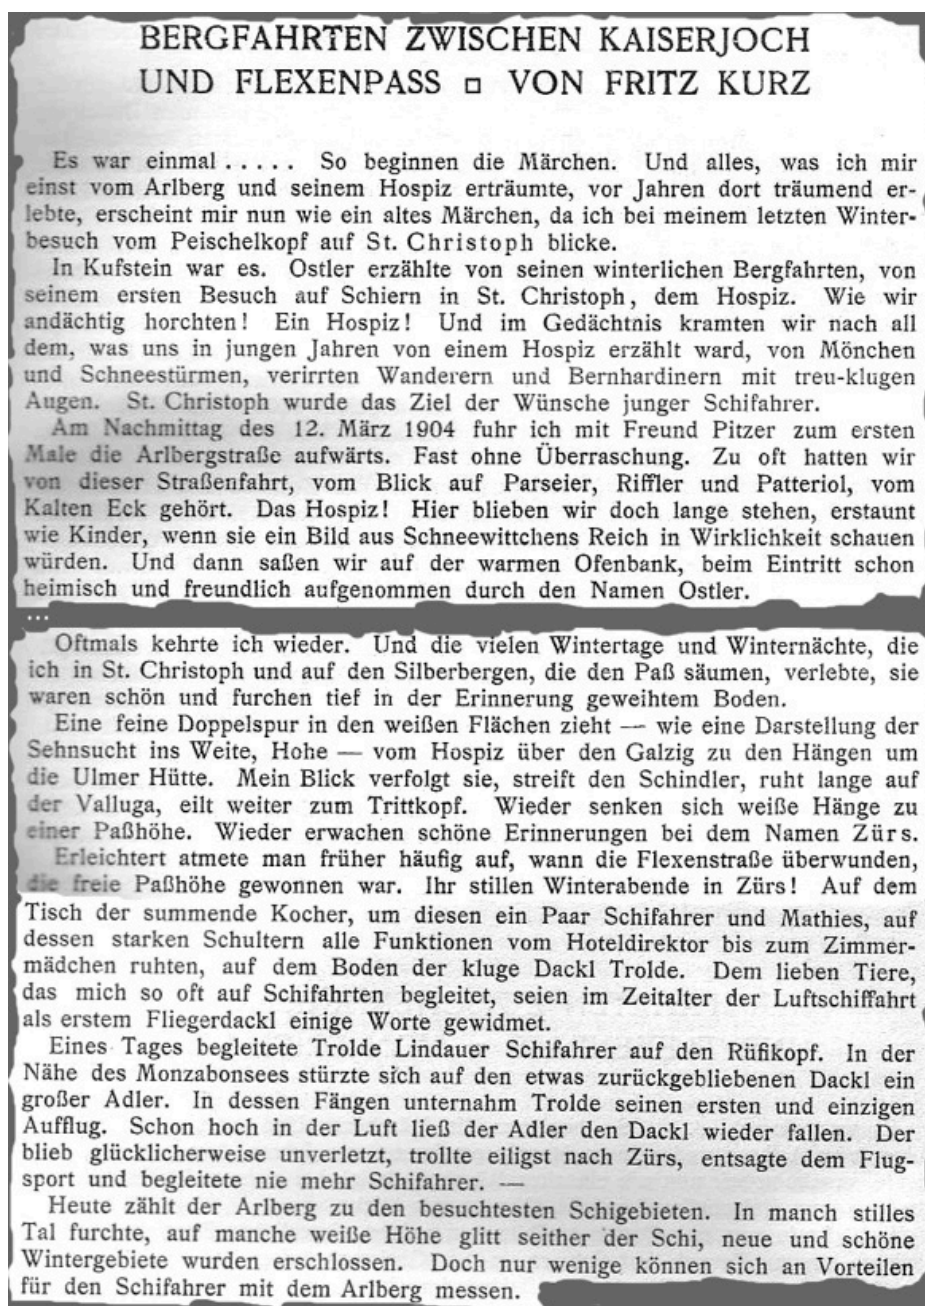 BERGFAHRTEN ZWISCHEN KAISERJOCH
UND FLEXENPASS □ VON FRITZ KURZ
Es war einmal ..... So beginnen die Märchen. Und alles, was ich mir
einst vom Arlberg und seinem Hospiz erträumte, vor Jahren dort träumend er-
lebte, erscheint mir nun wie ein altes Märchen, da ich bei meinem letzten Winter-
besuch vom Peischelkopf auf St. Christoph blicke.
In Kufstein war es. Ostler erzählte von seinen winterlichen Bergfahrten, von
seinem ersten Besuch auf Schiern in St. Christoph, dem Hospiz. Wie wir
andächtig horchten! Ein Hospiz! Und im Gedächtnis kramten wir nach all
dem, was uns in jungen Jahren von einem Hospiz erzählt ward, von Mönchen
und Schneestürmen, verirrten Wanderern und Bernhardinern mit treu-klugen
Augen. St. Christoph wurde das Ziel der Wünsche junger Schifahrer.
Am Nachmittag des 12. März 1904 fuhr ich mit Freund Pitzer zum ersten
Male die Arlbergstraße aufwärts. Fast ohne Überraschung. Zu oft hatten wir
von dieser Straßenfahrt, vom Blick auf Parseier, Riffler und Patteriol, vom
Kalten Eck gehört. Das Hospiz! Hier blieben wir doch lange stehen, erstaunt
wie Kinder, wenn sie ein Bild aus Schneewittchens Reich in Wirklichkeit schauen
würden. Und dann saßen wir auf der warmen Ofenbank, beim Eintritt schon
heimisch und freundlich aufgenommen durch den Namen Ostler.
...
Oftmals kehrte ich wieder. Und die vielen Wintertage und Winternächte, die
ich in St. Christoph und auf den Silberbergen, die den Paß säumen, verlebte, sie
waren schön und furchen tief in der Erinnerung geweihtem Boden.
Eine feine Doppelspur in den weißen Flächen zieht — wie eine Darstellung der
Sehnsucht ins Weite, Hohe — vom Hospiz über den Galzig zu den Hängen um
die Ulmer Hütte. Mein Blick verfolgt sie, streift den Schindler, ruht lange auf
der Valluga, eilt weiter zum Trittkopf. Wieder senken sich weiße Hänge zu
einer Paßhöhe. Wieder erwachen schöne Erinnerungen bei dem Namen Zürs.
Erleichtert atmete man früher häufig auf, wann die Flexenstraße überwunden,
die freie Paßhöhe gewonnen war. Ihr stillen Winterabende in Zürs! Auf dem
Tisch der summende Kocher, um diesen ein Paar Schifahrer und Mathies, auf
dessen starken Schultern alle Funktionen vom Hoteldirektor bis zum Zimmer-
mädchen ruhten, auf dem Boden der kluge Dackl Trolde. Dem lieben Tiere,
das mich so oft auf Schifahrten begleitet, seien im Zeitalter der Luftschiffahrt
als erstem Fliegerdackl einige Worte gewidmet.
Eines Tages begleitete Trolde Lindauer Schifahrer auf den Rüfikopf. In der
Nähe des Monzabonsees stürzte sich auf den etwas zurückgebliebenen Dackl ein
großer Adler. In dessen Fängen unternahm Trolde seinen ersten und einzigen
Aufflug. Schon hoch in der Luft ließ der Adler den Dackl wieder fallen. Der
blieb glücklicherweise unverletzt, trollte eiligst nach Zürs, entsagte dem Flug-
sport und begleitete nie mehr Schifahrer. —
Heute zählt der Arlberg zu den besuchtesten Schigebieten. In manch stilles
Tal furchte, auf manche weiße Höhe glitt seither der Schi, neue und schöne
Wintergebiete wurden erschlossen. Doch nur wenige können sich an Vorteilen
für den Schifahrer mit dem Arlberg messen.